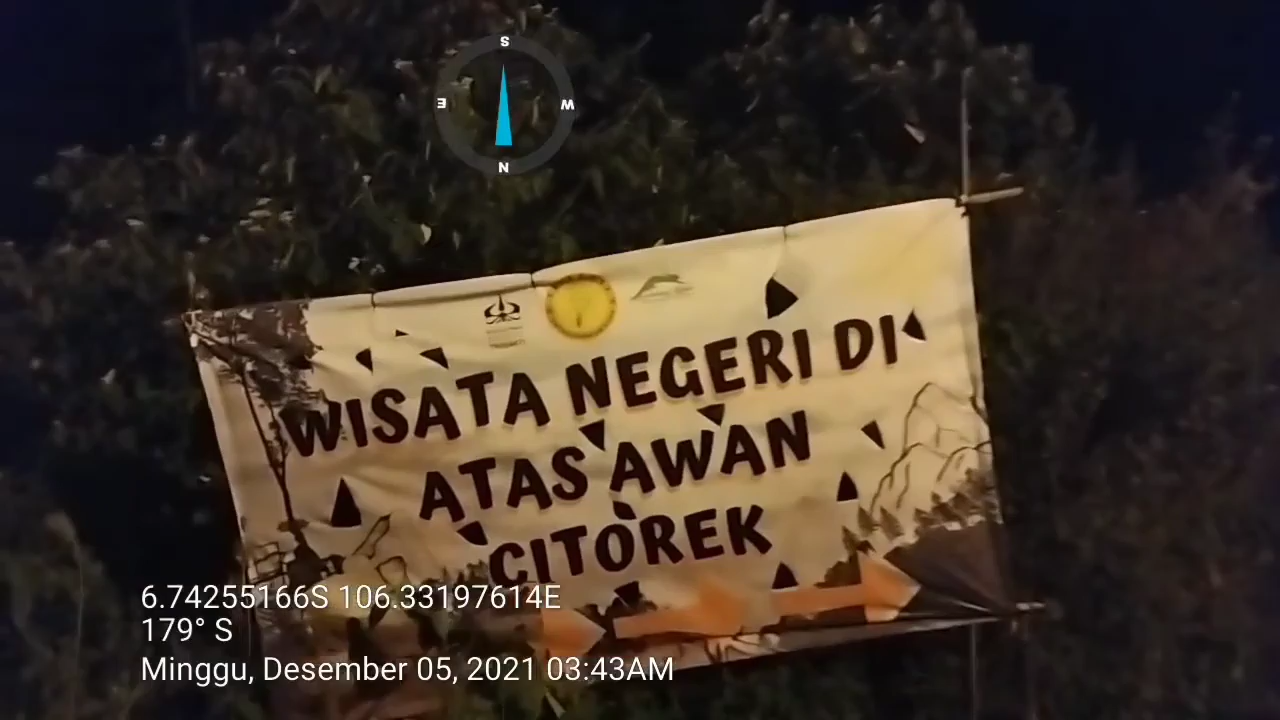 S
E W
N
WISATA NEGERI DI
ATAS AWAN
CITOREK
6.74255166S 106.33197614E
179° S
Minggu, Desember 05, 2021 03:43AM